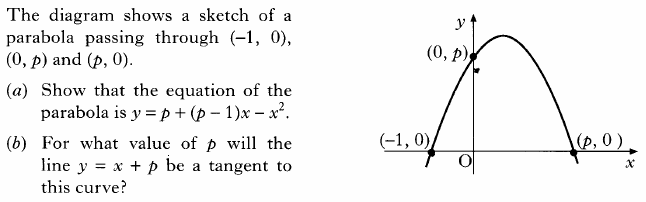 The diagram shows a sketch of a
parabola passing through (–1, 0),
(0, p) and (p, 0).
(a) Show that the equation of the
parabola is y = p + (p – 1)x – x².
(b) For what value of p will the
line y = x + p be a tangent to
this curve?
y
(0, p)
(–1, 0)
(p, 0 )
O
x